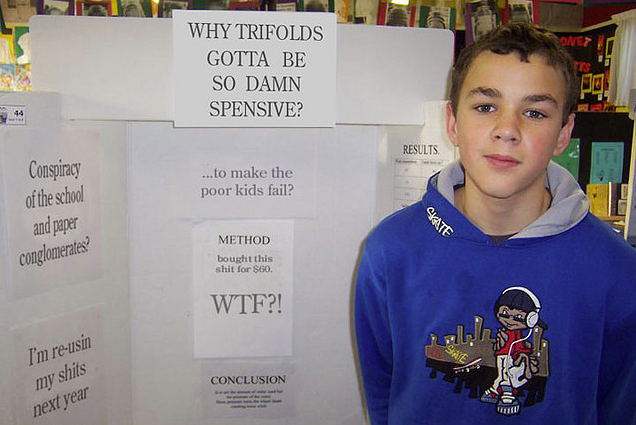 WHY TRIFOLDS
GOTTA BE
SO DAMN
SPENSIVE?
44
Conspiracy
of the school
and paper
conglomerates?
I'm re-usin
my shits
next year
...to make the
poor kids fail?
METHOD
bought this
shit for $60.
WTF?!
CONCLUSION
RESULTS.
SKATE
SKATE